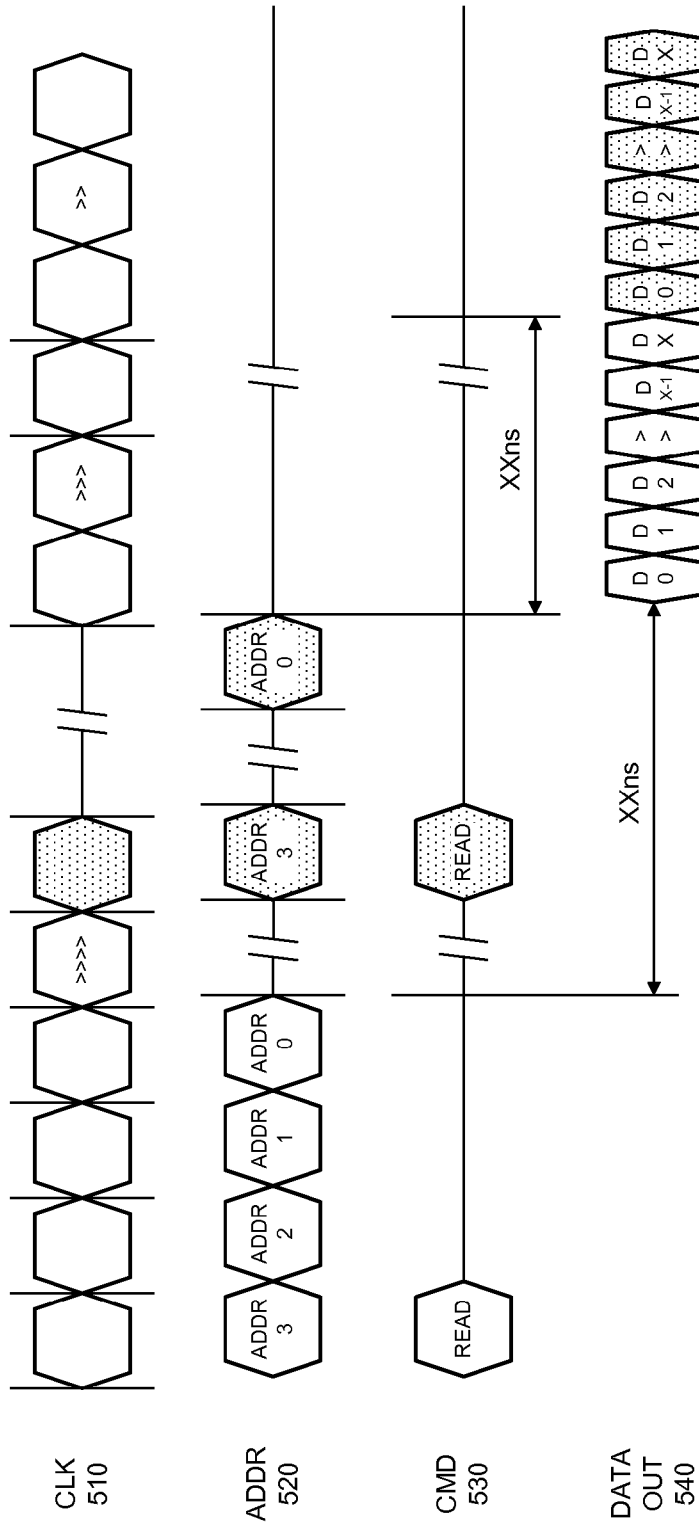 CLK
510
>>>>
>>>
>>
ADDR
520
ADDR
3
ADDR
2
ADDR
1
ADDR
0
ADDR
3
ADDR
0
CMD
530
READ
READ
XXns
DATA
OUT
540
XXns
D
0
D
1
D
2
>
>
D
X-1
D
X
D
0
D
1
D
2
>
>
D
X-1
D
X